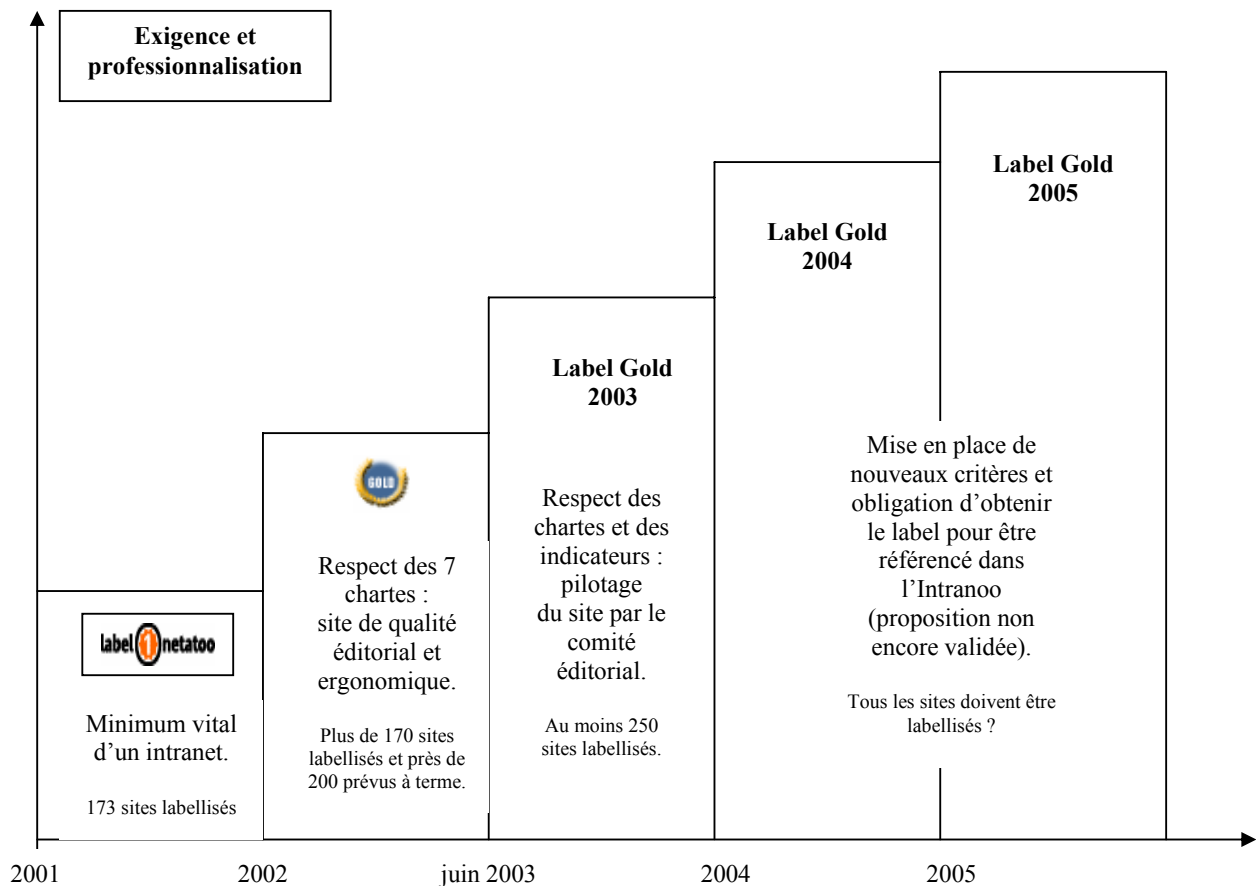 Exigence et
professionnalisation
label 1 netatoo
Minimum vital
d’un intranet.
173 sites labellisés
GOLD
Respect des 7
chartes :
site de qualité
éditorial et
ergonomique.
Plus de 170 sites
labellisés et près de
200 prévus à terme.
Label Gold
2003
Respect des
chartes et des
indicateurs :
pilotage
du site par le
comité
éditorial.
Au moins 250
sites labellisés.
Label Gold
2004
Label Gold
2005
Mise en place de
nouveaux critères et
obligation d’obtenir
le label pour être
référencé dans
l’Intranoo
(proposition non
encore validée).
Tous les sites doivent être
labellisés ?
2001 2002 juin 2003 2004 2005